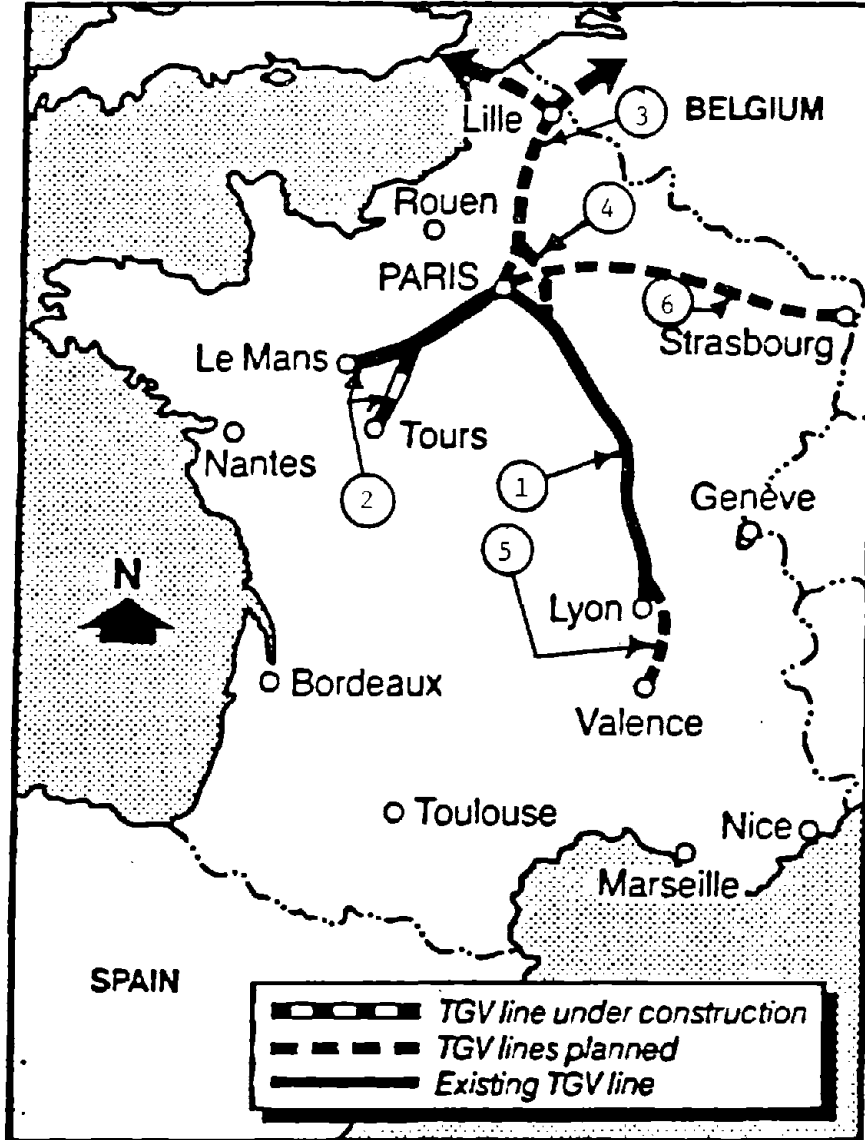 Lille
3
BELGIUM
Rouen
4
PARIS
6
Strasbourg
Le Mans
Tours
Nantes
2
1
Genève
5
N
Lyon
Bordeaux
Valence
Toulouse
Nice
Marseille
SPAIN
TGV line under construction
TGV lines planned
Existing TGV line